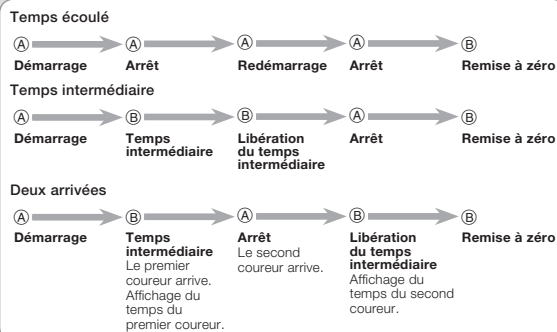 Temps écoulé
Ⓐ Ⓐ Ⓐ Ⓐ Ⓑ
Démarrage Arrêt Redémarrage Arrêt Remise à zéro
Temps intermédiaire
Ⓐ Ⓑ Ⓑ Ⓐ Ⓑ
Démarrage Temps intermédiaire Libération du temps intermédiaire Arrêt Remise à zéro
Deux arrivées
Ⓐ Ⓑ Ⓐ Ⓑ Ⓑ
Démarrage
Temps
intermédiaire
Le premier
coureur arrive.
Affichage du
temps du
premier coureur.
Arrêt
Le second
coureur arrive.
Libération
du temps
intermédiaire
Affichage du
temps du second
coureur.
Remise à zéro